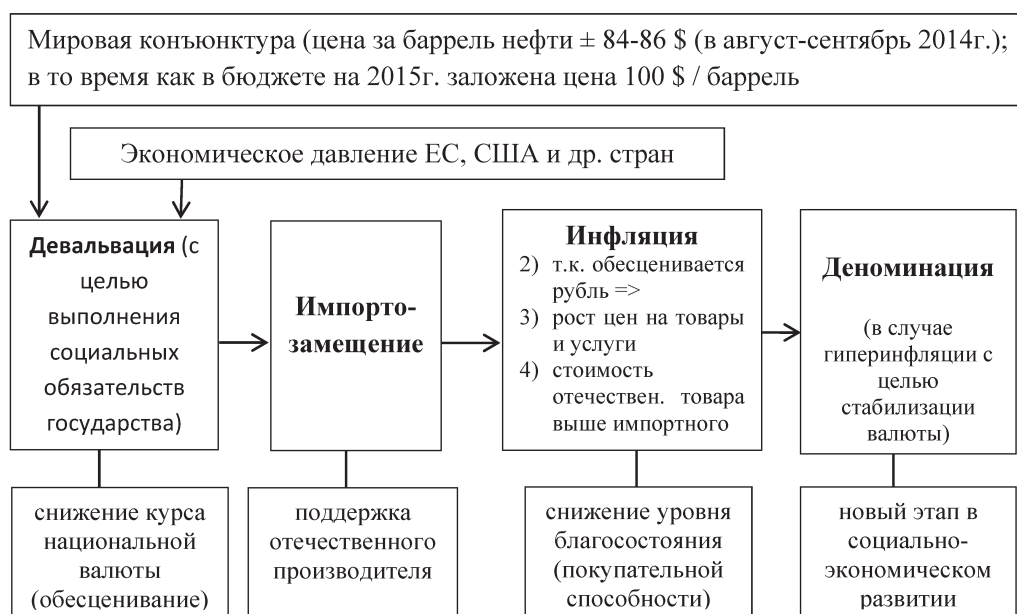 Мировая конъюнктура (цена за баррель нефти ± 84-86 $ (в август-сентябрь 2014г.);
в то время как в бюджете на 2015г. заложена цена 100 $ / баррель
Экономическое давление ЕС, США и др. стран
Девальвация (с
целью
выполнения
социальных
обязательств
государства)
Импорто-
замещение
Инфляция
2) т.к. обесценивается
рубль =>
3) рост цен на товары
и услуги
4) стоимость
отечествен. товара
выше импортного
Деноминация
(в случае
гиперинфляции с
целью
стабилизации
валюты)
снижение курса
национальной
валюты
(обесценивание)
поддержка
отечественного
производителя
снижение уровня
благосостояния
(покупательной
способности)
новый этап в
социально-
экономическом
развитии